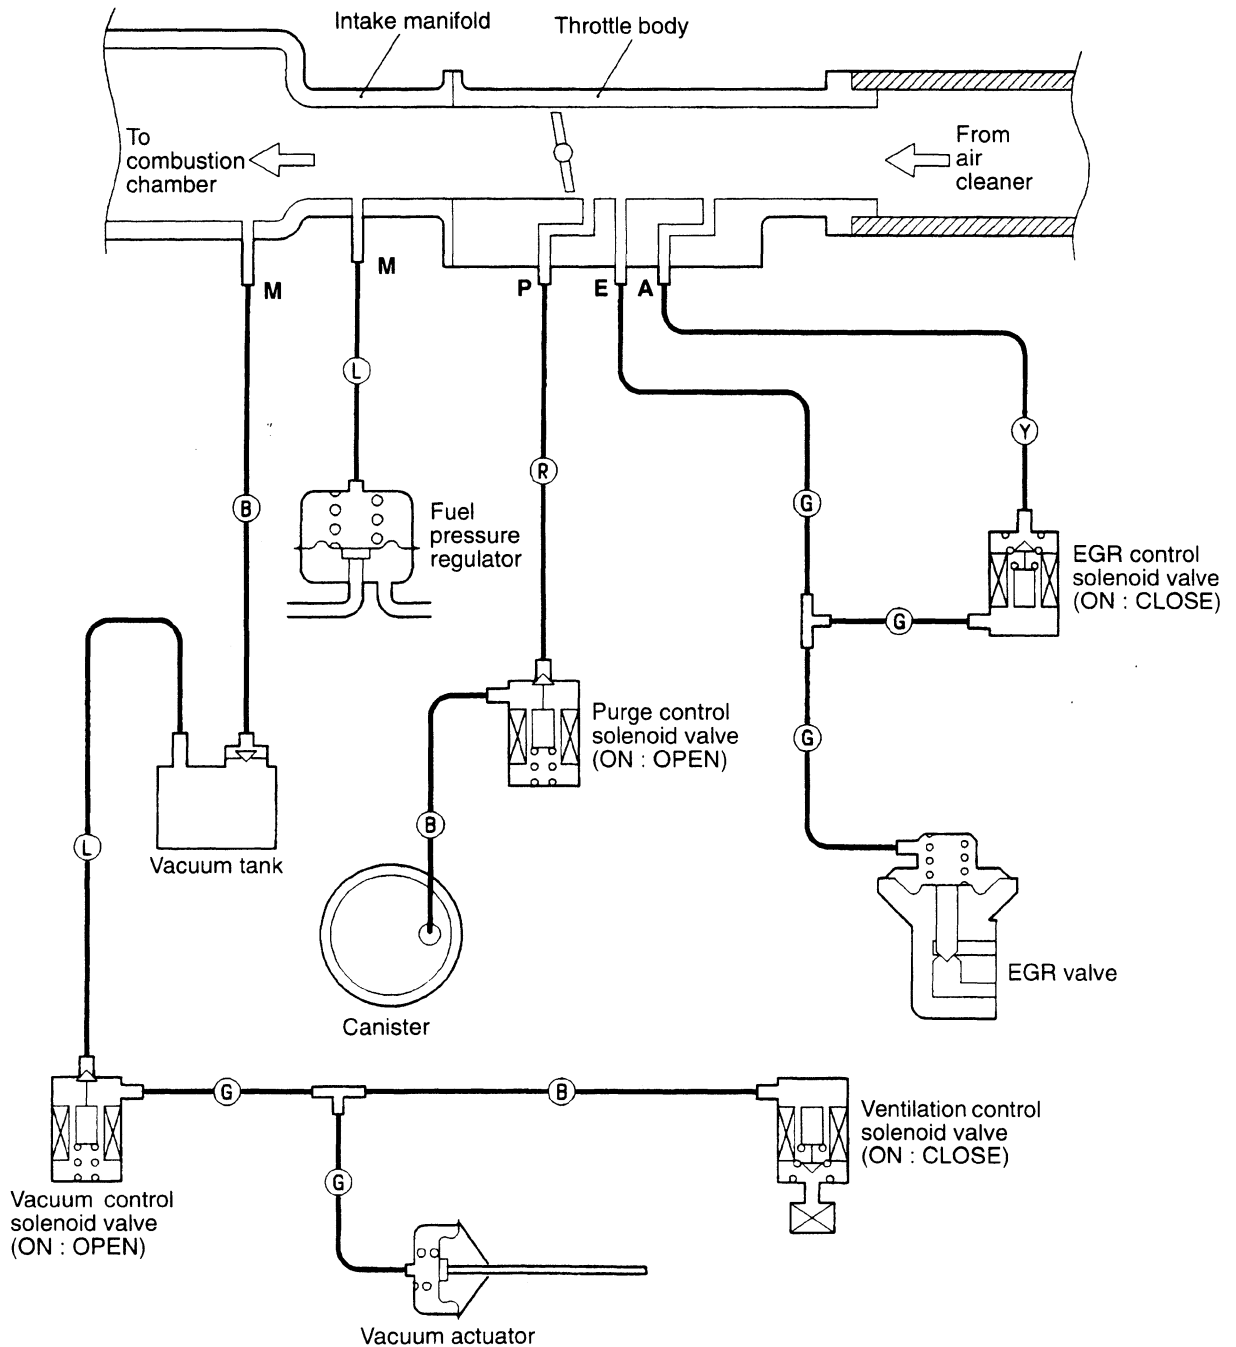 Intake manifold
Throttle body
To
combustion
chamber
From
air
cleaner
M
M
P
E
A
L
Y
R
B
G
Fuel
pressure
regulator
EGR control
solenoid valve
(ON : CLOSE)
G
Purge control
solenoid valve
(ON : OPEN)
G
B
L
Vacuum tank
EGR valve
Canister
G
B
Ventilation control
solenoid valve
(ON : CLOSE)
G
Vacuum control
solenoid valve
(ON : OPEN)
Vacuum actuator